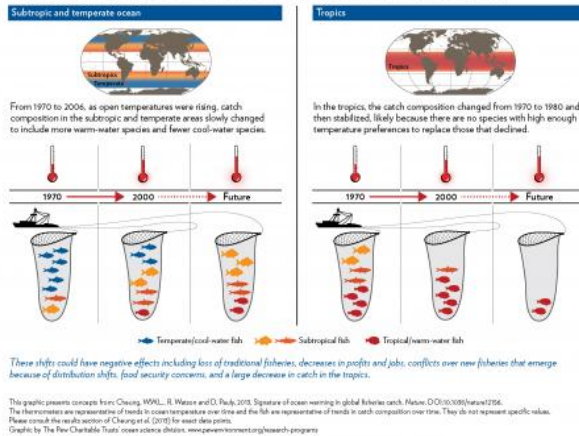 Subtropic and temperate ocean
Subtropics
Temperate
From 1970 to 2006, as open temperatures were rising, catch
composition in the subtropic and temperate areas slowly changed
to include more warm-water species and fewer cool-water species.
1970
2000
Future
Tropics
Tropics
In the tropics, the catch composition changed from 1970 to 1980 and
then stabilized, likely because there are no species with high enough
temperature preferences to replace those that declined.
1970
2000
Future
Temperate/cool-water fish
Subtropical fish
Tropical/warm-water fish
These shifts could have negative effects including loss of traditional fisheries, decreases in profits and jobs, conflicts over new fisheries that emerge
because of distribution shifts, food security concerns, and a large decrease in catch in the tropics.
This graphic presents concepts from: Cheung, W.W.L., R. Watson and D. Pauly. 2013. Signature of ocean warming in global fisheries catch. Nature. DOI:10.1038/nature12156.
The thermometers are representative of trends in ocean temperature over time and the fish are representative of trends in catch composition over time. They do not represent specific values.
Please consult the results section of Cheung et al. (2013) for exact data points.
Graphic by The Pew Charitable Trusts' ocean science division, www.pewenvironment.org/research-programs